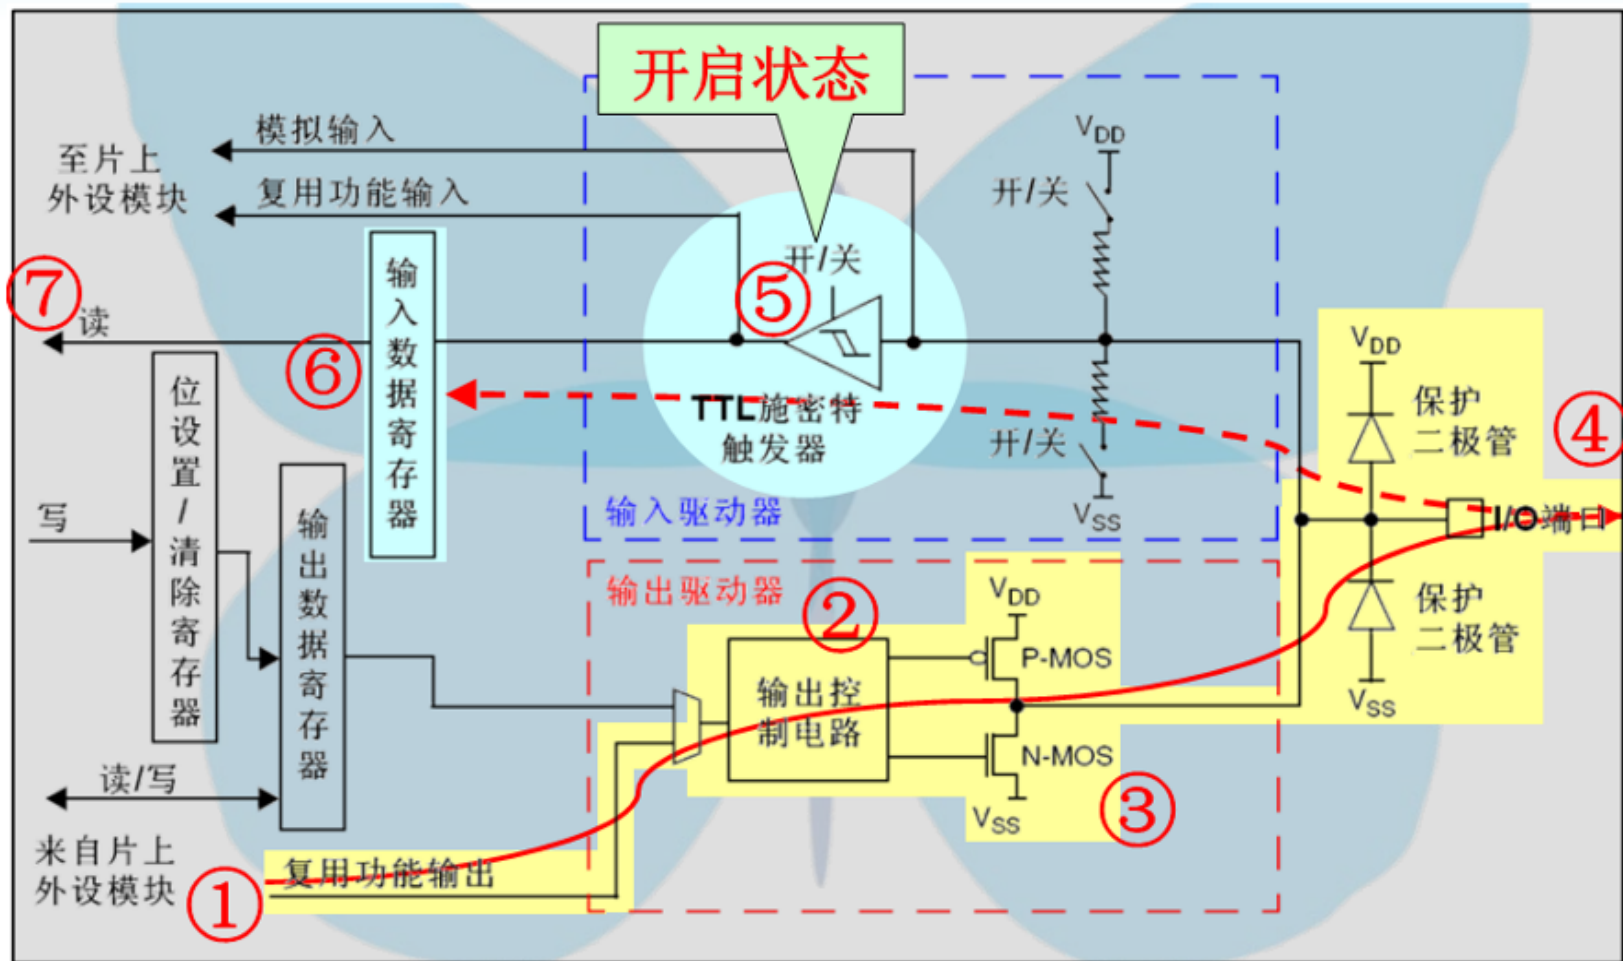 开启状态
模拟输入
至片上
外设模块
复用功能输入
V_DD
开/关
开/关
⑤
⑦
读
⑥
输入数据寄存器
TTL施密特
触发器
开/关
V_SS
输入驱动器
V_DD
保护
二极管
④
I/O端口
保护
二极管
V_SS
位设置/清除寄存器
写
输出数据寄存器
输出驱动器
②
V_DD
P-MOS
输出控
制电路
N-MOS
V_SS
③
读/写
来自片上
外设模块
①
复用功能输出